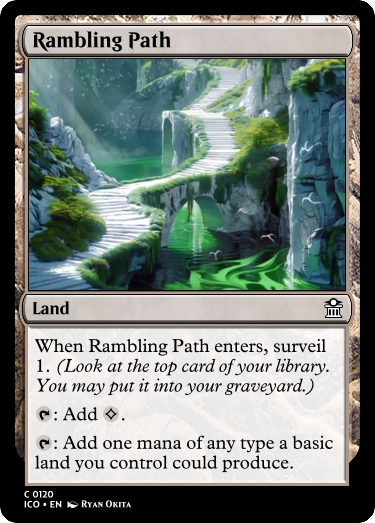 Rambling Path
Land
When Rambling Path enters, surveil
1. (Look at the top card of your library.
You may put it into your graveyard.)
: Add .
: Add one mana of any type a basic
land you control could produce.
C 0120
ICO • EN Ryan Okita